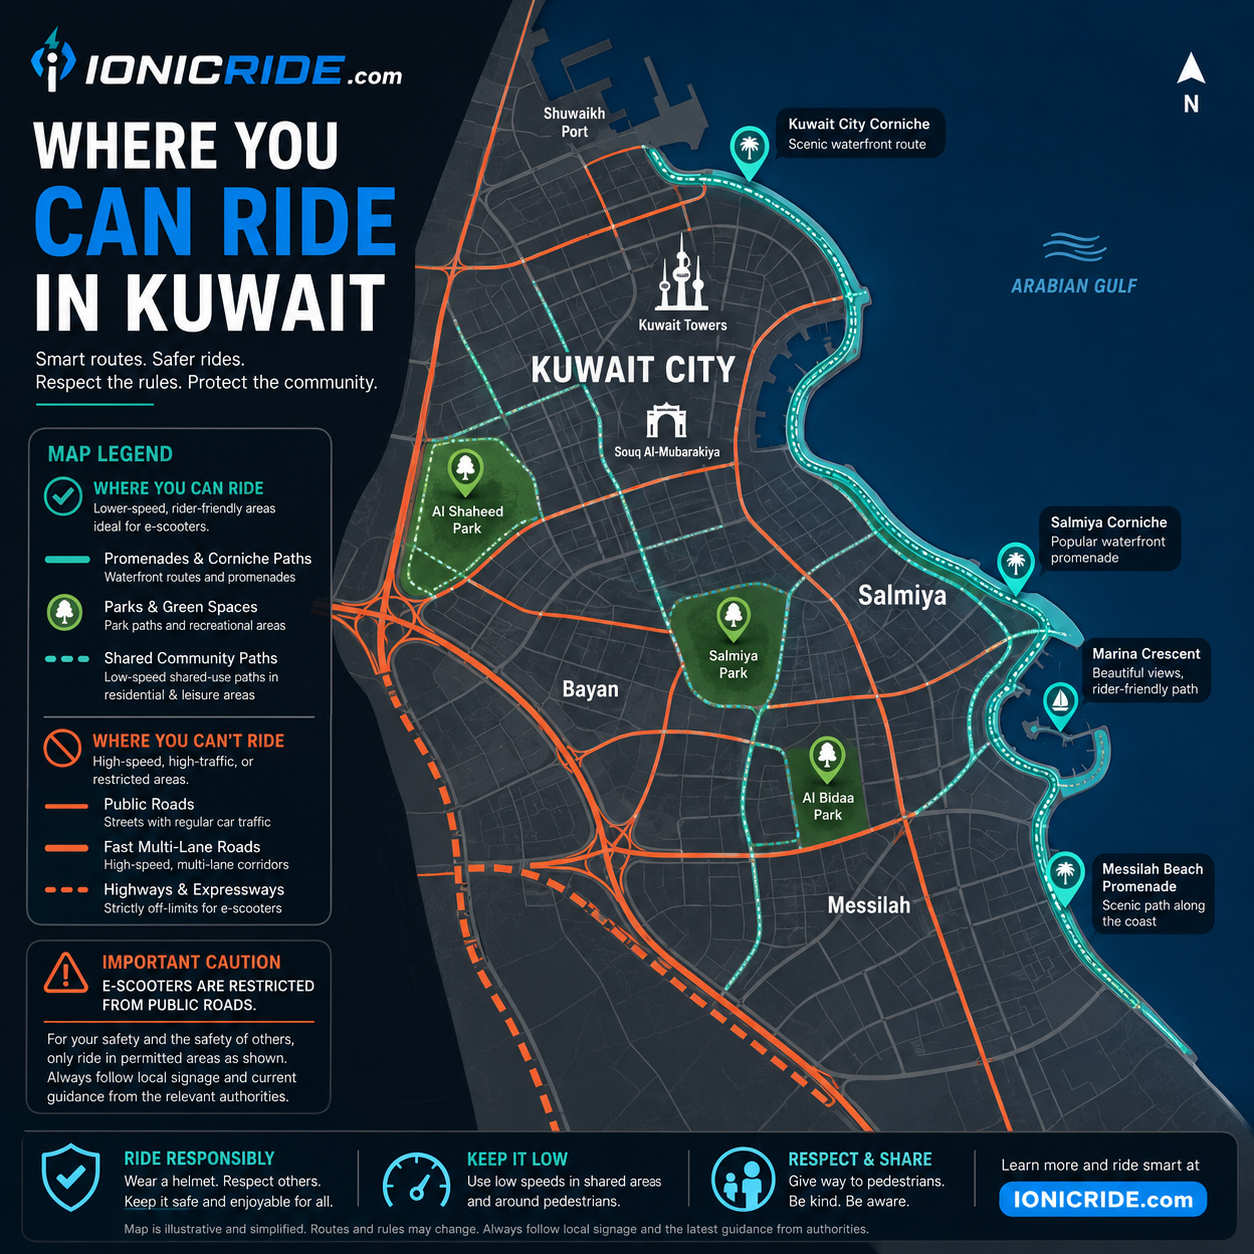 IONICRIDE.com
WHERE YOU
CAN RIDE
IN KUWAIT
Smart routes. Safer rides.
Respect the rules. Protect the community.
MAP LEGEND
WHERE YOU CAN RIDE
Lower-speed, rider-friendly areas
ideal for e-scooters.
Promenades & Corniche Paths
Waterfront routes and promenades
Parks & Green Spaces
Park paths and recreational areas
Shared Community Paths
Low-speed shared-use paths in
residential & leisure areas
WHERE YOU CAN'T RIDE
High-speed, high-traffic, or
restricted areas.
Public Roads
Streets with regular car traffic
Fast Multi-Lane Roads
High-speed, multi-lane corridors
Highways & Expressways
Strictly off-limits for e-scooters
IMPORTANT CAUTION
E-SCOOTERS ARE RESTRICTED
FROM PUBLIC ROADS.
For your safety and the safety of others,
only ride in permitted areas as shown.
Always follow local signage and current
guidance from the relevant authorities.
Shuwaikh
Port
Kuwait City Corniche
Scenic waterfront route
N
ARABIAN GULF
Kuwait Towers
KUWAIT CITY
Souq Al-Mubarakiya
Al Shaheed
Park
Salmiya Corniche
Popular waterfront
promenade
Salmiya
Salmiya
Park
Marina Crescent
Beautiful views,
rider-friendly path
Bayan
Al Bidaa
Park
Messilah Beach
Promenade
Scenic path along
the coast
Messilah
RIDE RESPONSIBLY
Wear a helmet. Respect others.
Keep it safe and enjoyable for all.
KEEP IT LOW
Use low speeds in shared areas
and around pedestrians.
RESPECT & SHARE
Give way to pedestrians.
Be kind. Be aware.
Learn more and ride smart at
IONICRIDE.com
Map is illustrative and simplified. Routes and rules may change. Always follow local signage and the latest guidance from authorities.